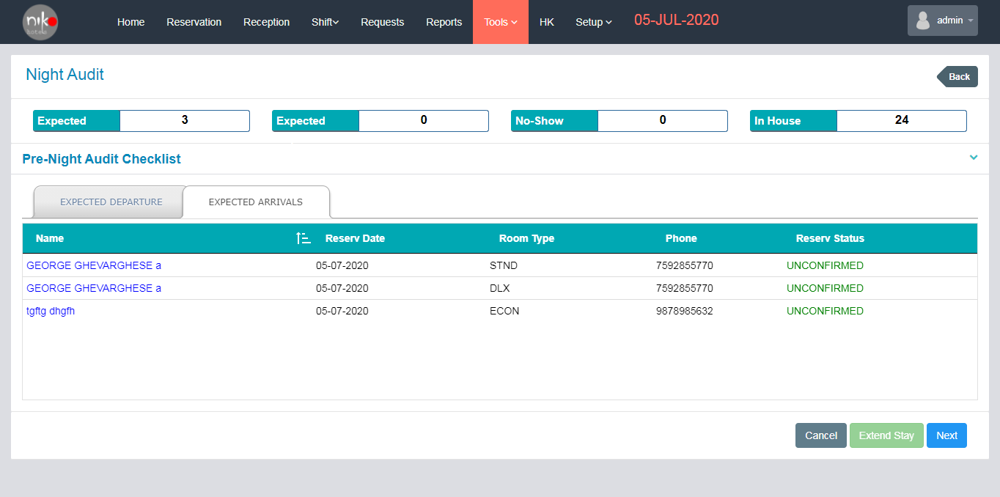 niko
hotels
Home Reservation Reception Shift Requests Reports Tools HK Setup 05-JUL-2020 admin
Night Audit
Back
Expected 3 Expected 0 No-Show 0 In House 24
Pre-Night Audit Checklist
EXPECTED DEPARTURE EXPECTED ARRIVALS
Name Reserv Date Room Type Phone Reserv Status
GEORGE GHEVARGHESE a 05-07-2020 STND 7592855770 UNCONFIRMED
GEORGE GHEVARGHESE a 05-07-2020 DLX 7592855770 UNCONFIRMED
tgftg dhgfh 05-07-2020 ECON 9878985632 UNCONFIRMED
Cancel Extend Stay Next